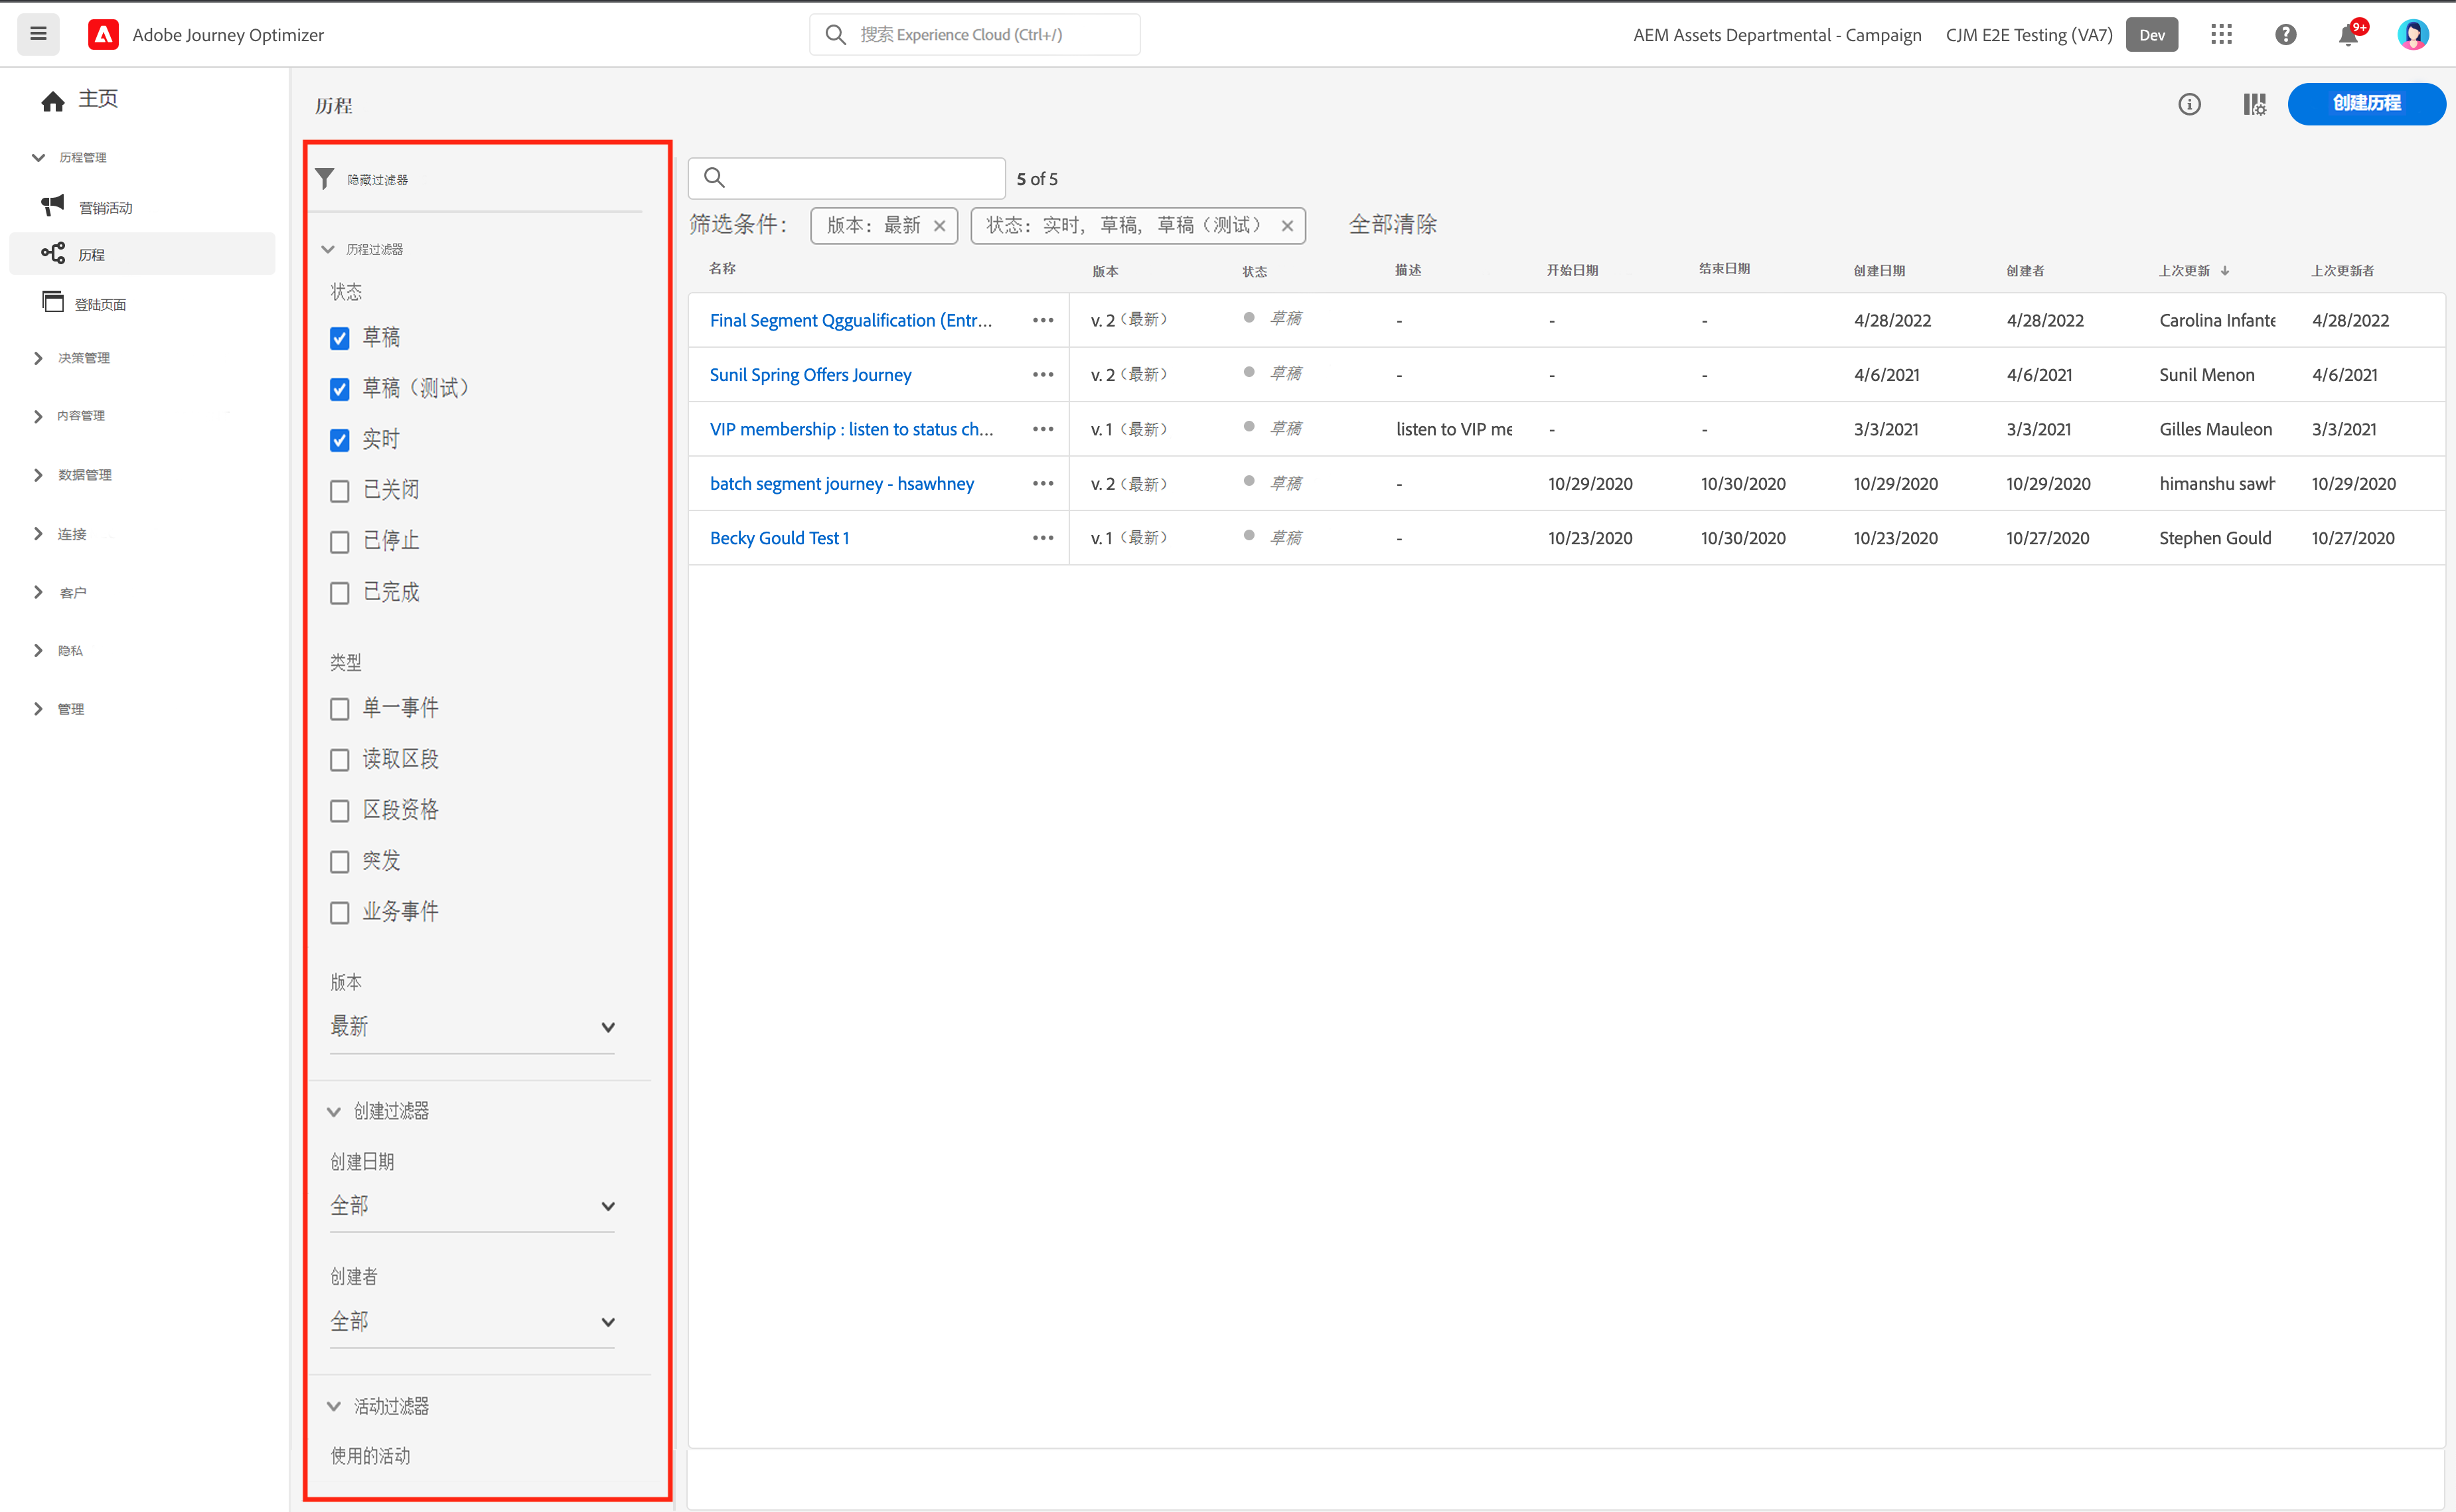 Adobe Journey Optimizer
搜索 Experience Cloud (Ctrl+/)
AEM Assets Departmental - Campaign
CJM E2E Testing (VA7)
Dev
9+
主页
历程管理
营销活动
历程
登陆页面
决策管理
内容管理
数据管理
连接
客户
隐私
管理
历程
创建历程
隐藏过滤器
历程过滤器
状态
草稿
草稿（测试）
实时
已关闭
已停止
已完成
类型
单一事件
读取区段
区段资格
突发
业务事件
版本
最新
创建过滤器
创建日期
全部
创建者
全部
活动过滤器
使用的活动
5 of 5
筛选条件： 版本：最新 状态：实时, 草稿, 草稿（测试） 全部清除
名称 版本 状态 描述 开始日期 结束日期 创建日期 创建者 上次更新 上次更新者
Final Segment Qggualification (Entr... v. 2（最新） 草稿 - - - 4/28/2022 4/28/2022 Carolina Infante 4/28/2022
Sunil Spring Offers Journey v. 2（最新） 草稿 - - - 4/6/2021 4/6/2021 Sunil Menon 4/6/2021
VIP membership : listen to status ch... v. 1（最新） 草稿 listen to VIP me - - 3/3/2021 3/3/2021 Gilles Mauleon 3/3/2021
batch segment journey - hsawhney v. 2（最新） 草稿 - 10/29/2020 10/30/2020 10/29/2020 10/29/2020 himanshu sawh 10/29/2020
Becky Gould Test 1 v. 1（最新） 草稿 - 10/23/2020 10/30/2020 10/23/2020 10/27/2020 Stephen Gould 10/27/2020